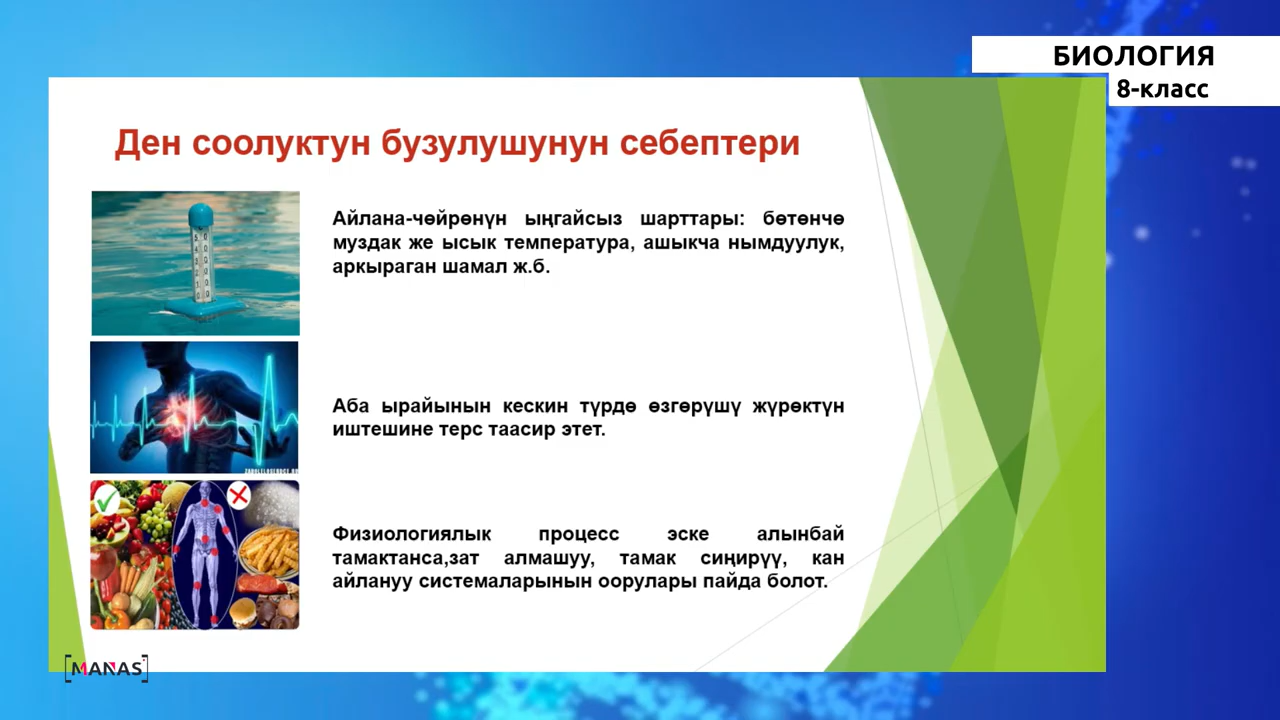 БИОЛОГИЯ
8-класс
Ден соолуктун бузулушунун себептери
Айлана-чөйрөнүн ыңгайсыз шарттары: бөтөнчө
муздак же ысык температура, ашыкча нымдуулук,
аркыраган шамал ж.б.
Аба ырайынын кескин түрдө өзгөрүшү жүрөктүн
иштешине терс таасир этет.
Физиологиялык процесс эске алынбай
тамактанса,зат алмашуу, тамак сиңирүү, кан
айлануу системаларынын оорулары пайда болот.
[MANAS]